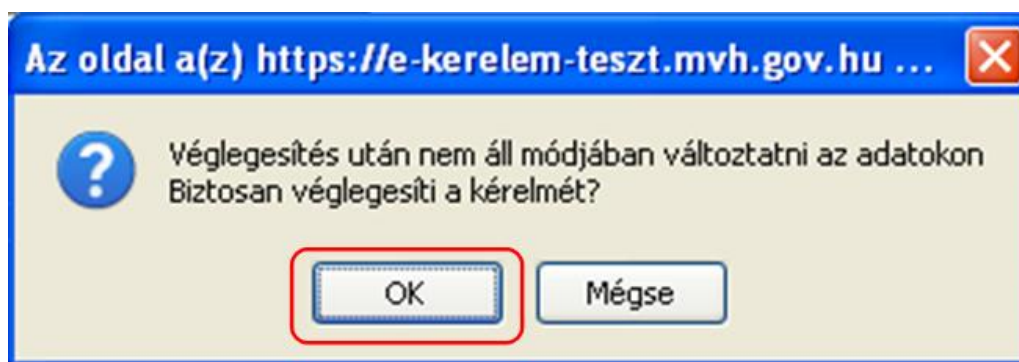 Az oldal a(z) https://e-kerelem-teszt.mvh.gov.hu ...
Véglegesítés után nem áll módjában változtatni az adatokon
Biztosan véglegesíti a kérelmét?
OK
Mégse